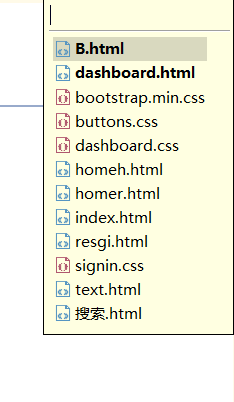 B.html
dashboard.html
bootstrap.min.css
buttons.css
dashboard.css
homeh.html
homer.html
index.html
resgi.html
signin.css
text.html
搜索.html